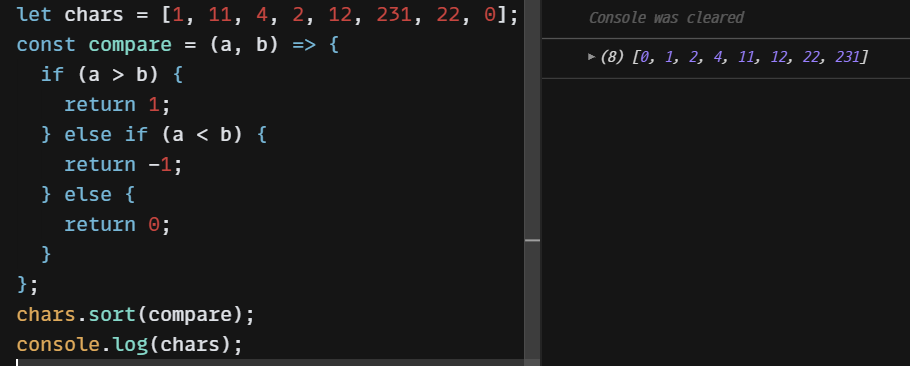 let chars = [1, 11, 4, 2, 12, 231, 22, 0];
const compare = (a, b) => {
  if (a > b) {
    return 1;
  } else if (a < b) {
    return -1;
  } else {
    return 0;
  }
};
chars.sort(compare);
console.log(chars);
Console was cleared
▶ (8) [0, 1, 2, 4, 11, 12, 22, 231]